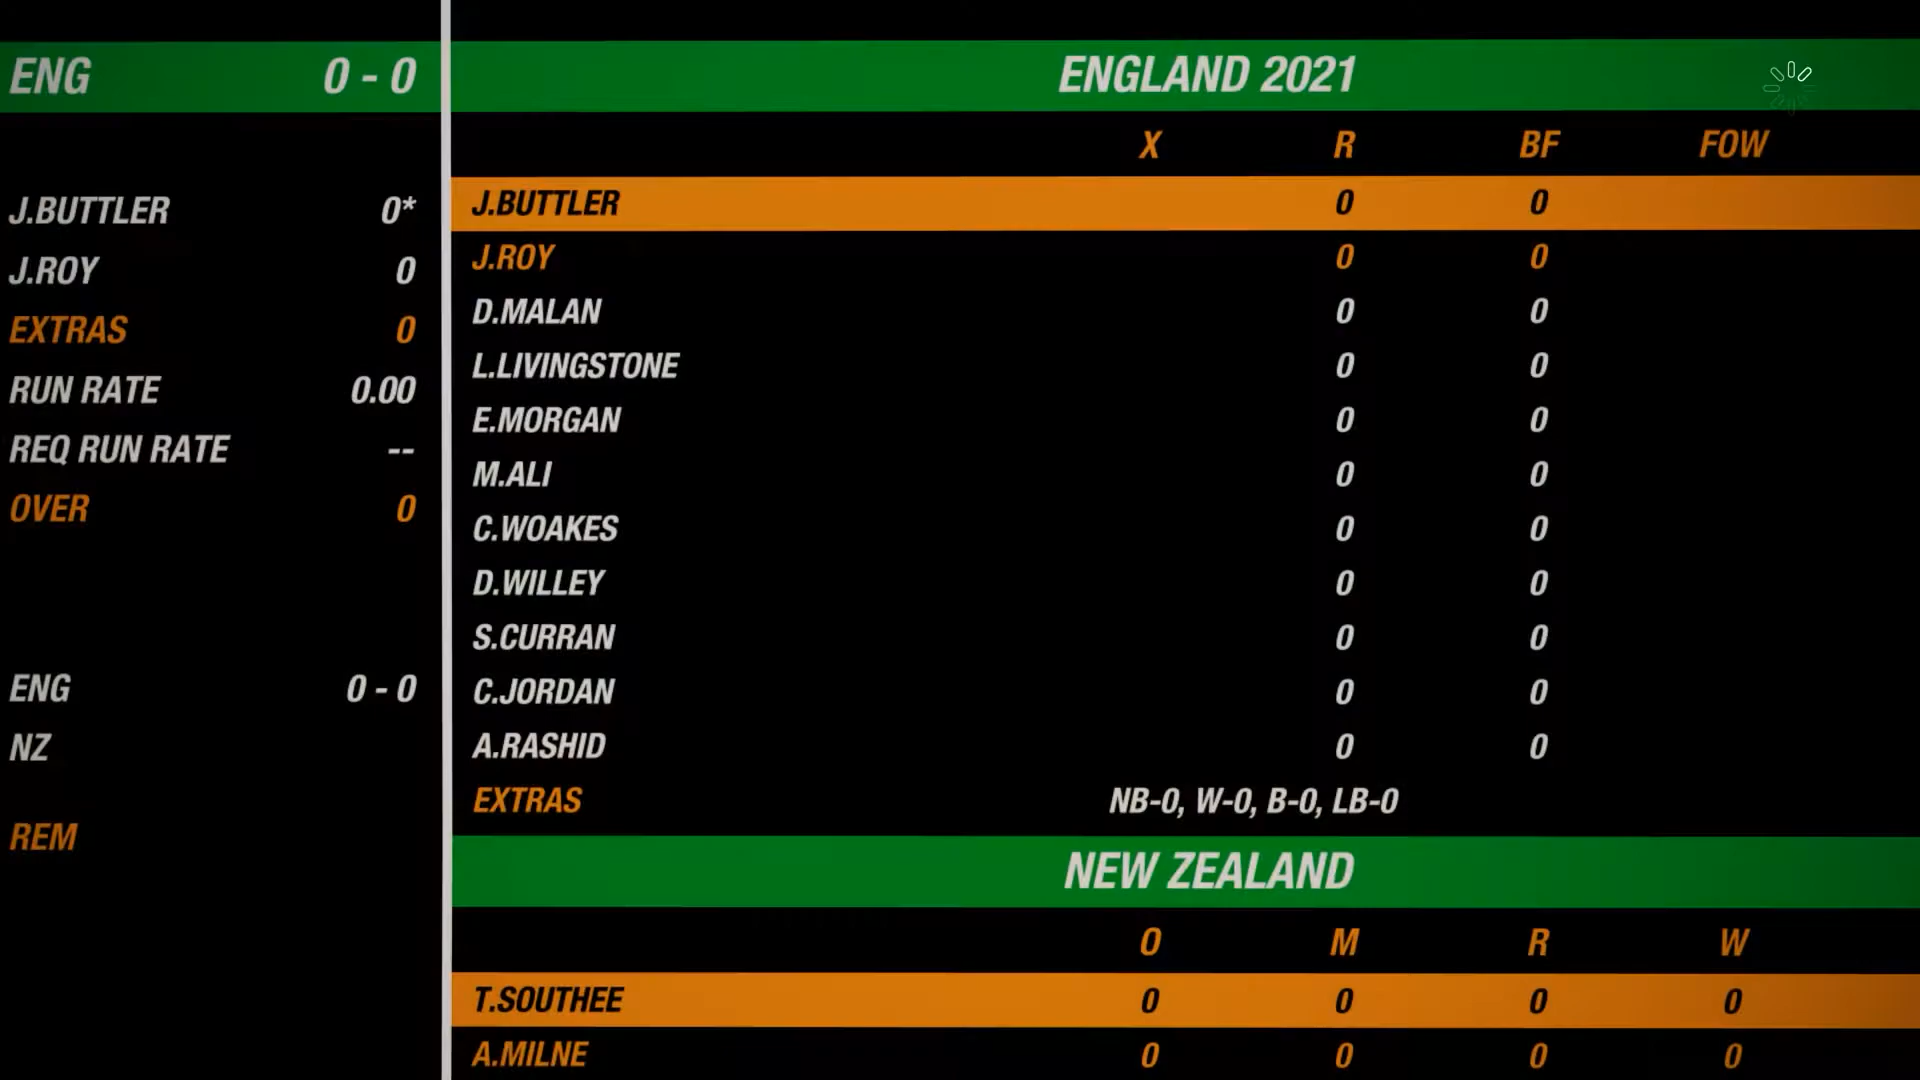 ENG 0 - 0
J.BUTTLER 0*
J.ROY 0
EXTRAS 0
RUN RATE 0.00
REQ RUN RATE --
OVER 0
ENG 0 - 0
NZ
REM
ENGLAND 2021
X R BF FOW
J.BUTTLER 0 0
J.ROY 0 0
D.MALAN 0 0
L.LIVINGSTONE 0 0
E.MORGAN 0 0
M.ALI 0 0
C.WOAKES 0 0
D.WILLEY 0 0
S.CURRAN 0 0
C.JORDAN 0 0
A.RASHID 0 0
EXTRAS NB-0, W-0, B-0, LB-0
NEW ZEALAND
O M R W
T.SOUTHEE 0 0 0 0
A.MILNE 0 0 0 0